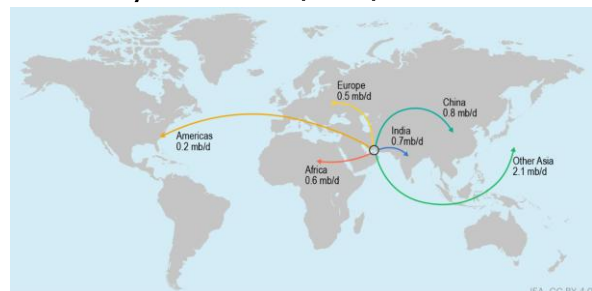 Europe
0.5 mb/d
China
0.8 mb/d
Americas
0.2 mb/d
India
0.7mb/d
Africa
0.6 mb/d
Other Asia
2.1 mb/d